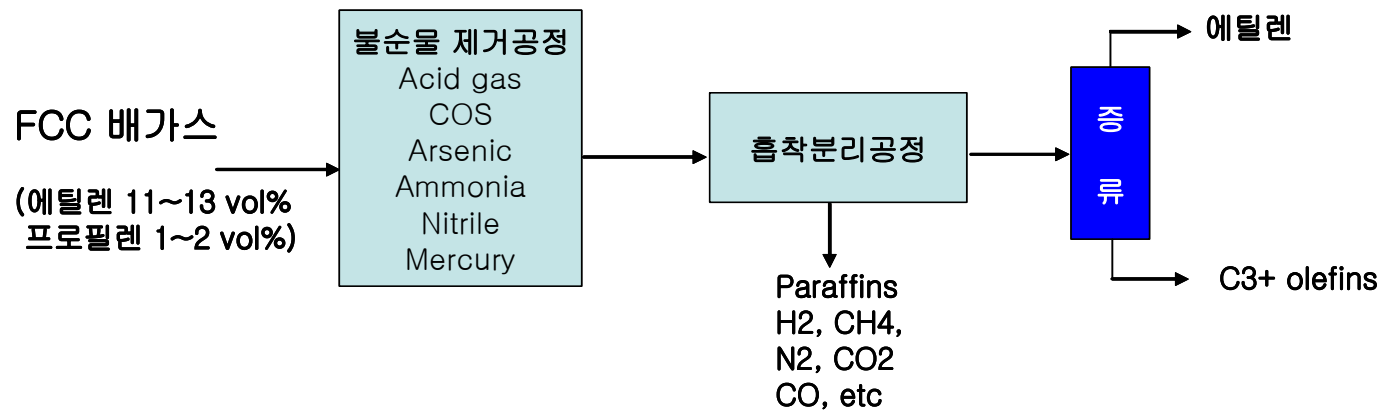 FCC 배가스
(에틸렌 11~13 vol%
프로필렌 1~2 vol%)
불순물 제거공정
Acid gas
COS
Arsenic
Ammonia
Nitrile
Mercury
흡착분리공정
Paraffins
H2, CH4,
N2, CO2
CO, etc
증
류
에틸렌
C3+ olefins